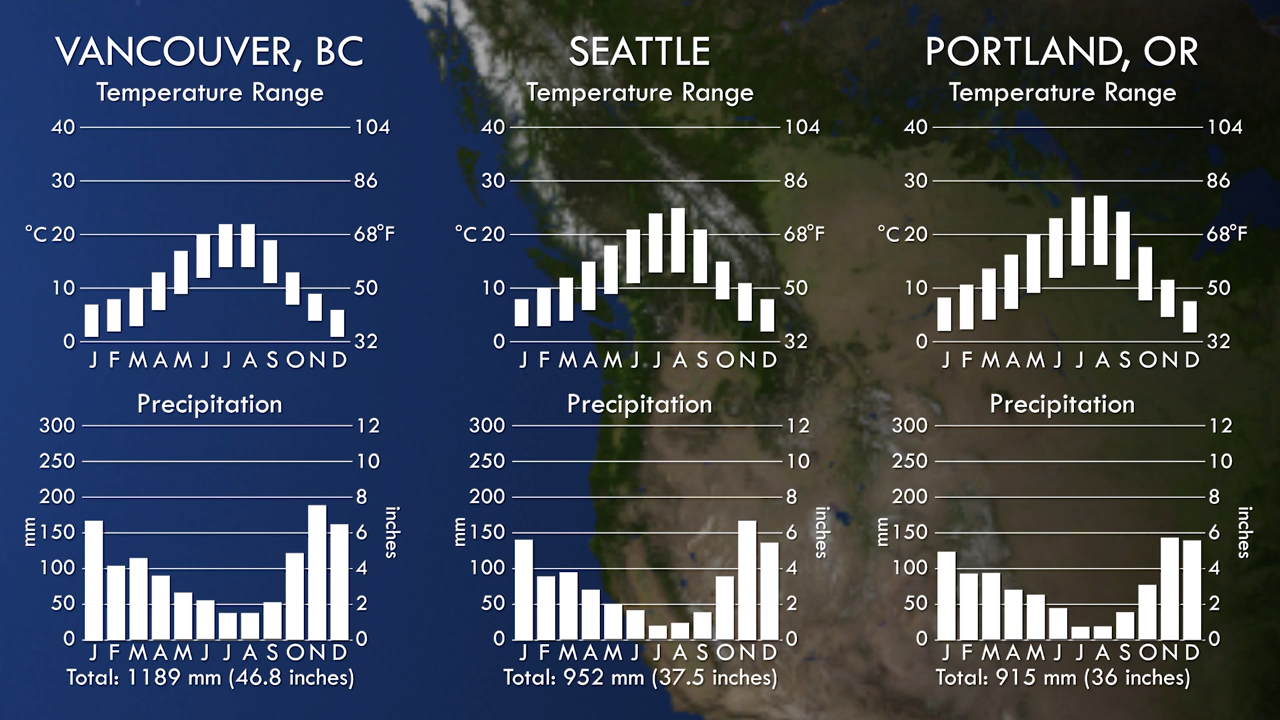 VANCOUVER, BC
Temperature Range
40 104
30 86
°C 20 68°F
10 50
0 32
J F M A M J J A S O N D
Precipitation
300 12
250 10
200 8
mm 150 6 inches
100 4
50 2
0 0
J F M A M J J A S O N D
Total: 1189 mm (46.8 inches)
SEATTLE
Temperature Range
40 104
30 86
°C 20 68°F
10 50
0 32
J F M A M J J A S O N D
Precipitation
300 12
250 10
200 8
mm 150 6 inches
100 4
50 2
0 0
J F M A M J J A S O N D
Total: 952 mm (37.5 inches)
PORTLAND, OR
Temperature Range
40 104
30 86
°C 20 68°F
10 50
0 32
J F M A M J J A S O N D
Precipitation
300 12
250 10
200 8
mm 150 6 inches
100 4
50 2
0 0
J F M A M J J A S O N D
Total: 915 mm (36 inches)